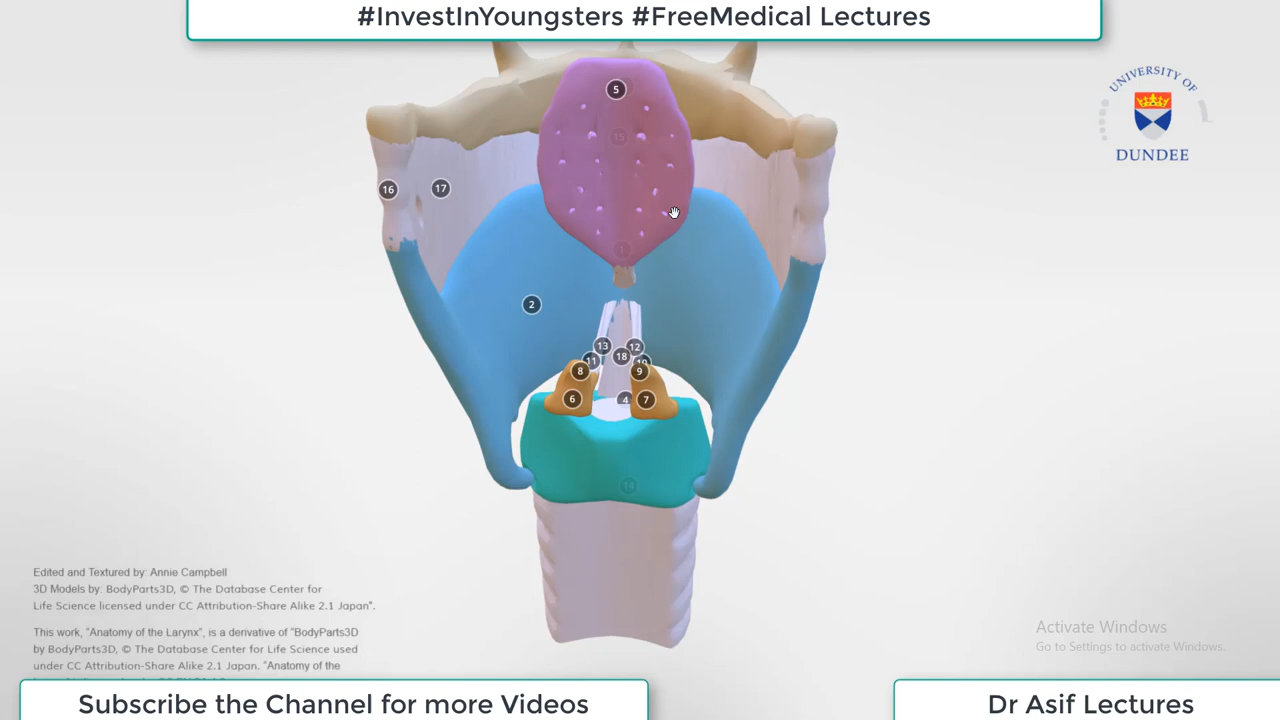 #InvestInYoungsters #FreeMedical Lectures
UNIVERSITY OF
DUNDEE
5
15
16
17
1
2
13
12
18
11
8
9
6
4
7
14
Edited and Textured by: Annie Campbell
3D Models by: BodyParts3D, © The Database Center for
Life Science licensed under CC Attribution-Share Alike 2.1 Japan".
This work, "Anatomy of the Larynx", is a derivative of "BodyParts3D
by BodyParts3D, © The Database Center for Life Science used
under CC Attribution-Share Alike 2.1 Japan. "Anatomy of the
Activate Windows
Go to Settings to activate Windows.
Subscribe the Channel for more Videos
Dr Asif Lectures